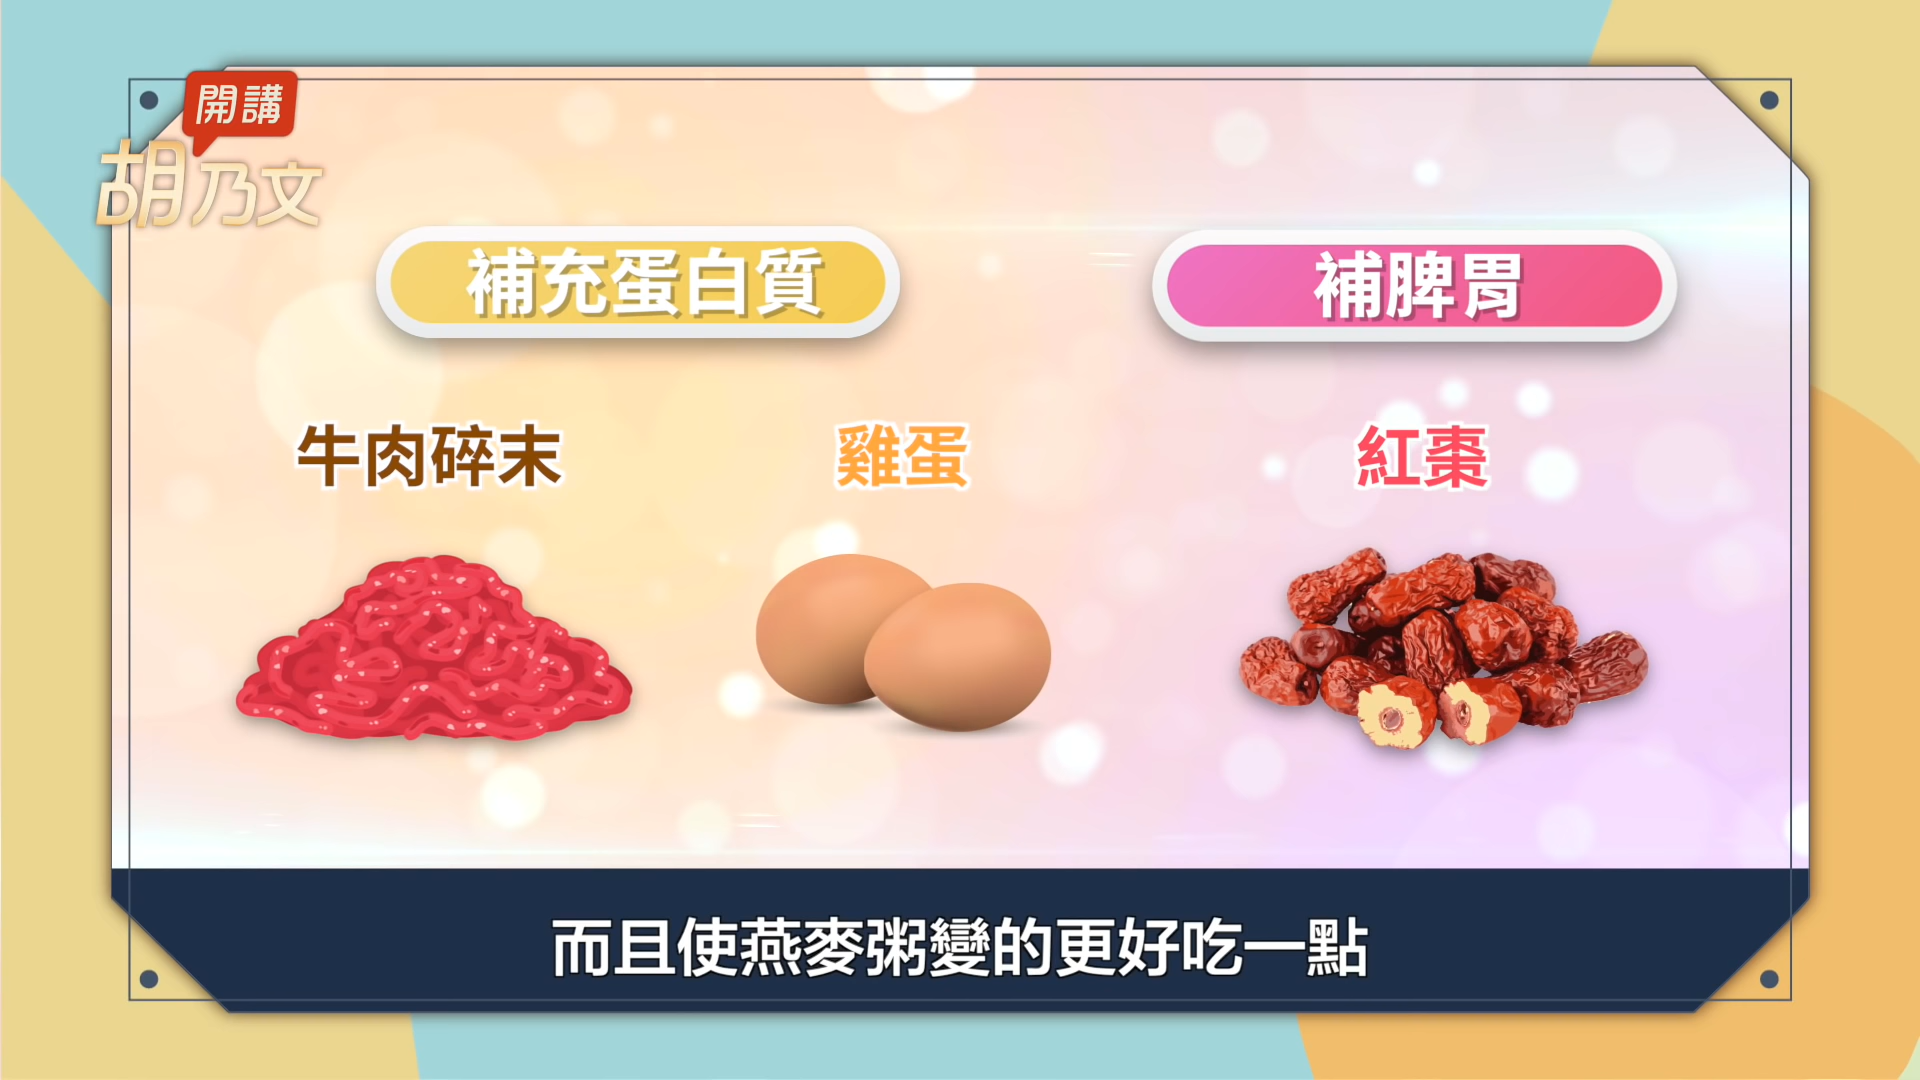 開講
胡乃文
補充蛋白質
補脾胃
牛肉碎末
雞蛋
紅棗
而且使燕麥粥變的更好吃一點